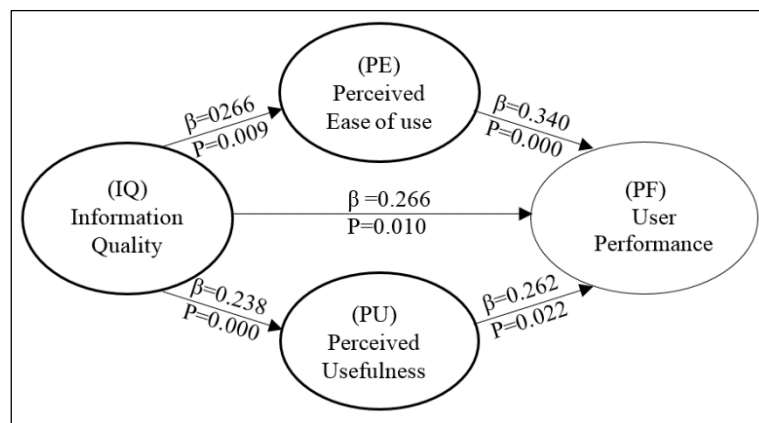 (PE)
Perceived
Ease of use
β=0266
P=0.009
β=0.340
P=0.000
(IQ)
Information
Quality
β =0.266
P=0.010
(PF)
User
Performance
β=0.238
P=0.000
(PU)
Perceived
Usefulness
β=0.262
P=0.022